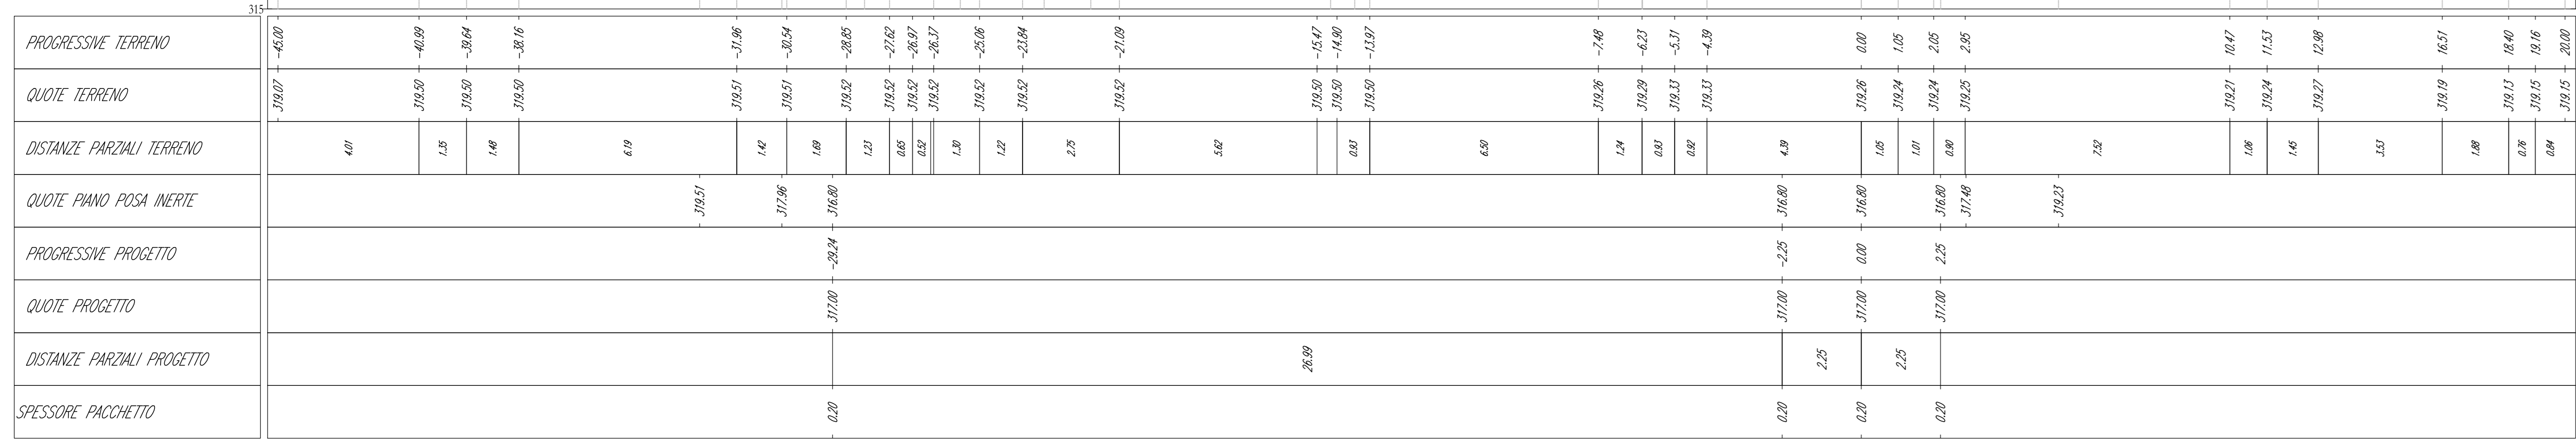 315
PROGRESSIVE TERRENO -45.00 -40.99 -39.64 -38.16 -31.96 -30.54 -28.85 -27.62 -26.97 -26.37 -25.06 -23.84 -21.09 -15.47 -14.90 -13.97 -7.48 -6.23 -5.31 -4.39 0.00 1.05 2.05 2.95 10.47 11.53 12.98 16.51 18.40 19.16 20.00
QUOTE TERRENO 319.07 319.50 319.50 319.50 319.51 319.51 319.52 319.52 319.52 319.52 319.52 319.52 319.52 319.50 319.50 319.50 319.26 319.29 319.33 319.33 319.26 319.24 319.24 319.25 319.21 319.24 319.27 319.19 319.13 319.15 319.15
DISTANZE PARZIALI TERRENO 4.01 1.35 1.48 6.19 1.42 1.69 1.23 0.65 0.52 1.30 1.22 2.75 5.62 0.93 6.50 1.24 0.93 0.92 4.39 1.05 1.01 0.90 7.52 1.06 1.45 3.53 1.88 0.76 0.84
QUOTE PIANO POSA INERTE 319.51 317.96 316.80 316.80 316.80 316.80 317.48 319.23
PROGRESSIVE PROGETTO -29.24 -2.25 0.00 2.25
QUOTE PROGETTO 317.00 317.00 317.00 317.00
DISTANZE PARZIALI PROGETTO 26.99 2.25 2.25
SPESSORE PACCHETTO 0.20 0.20 0.20 0.20